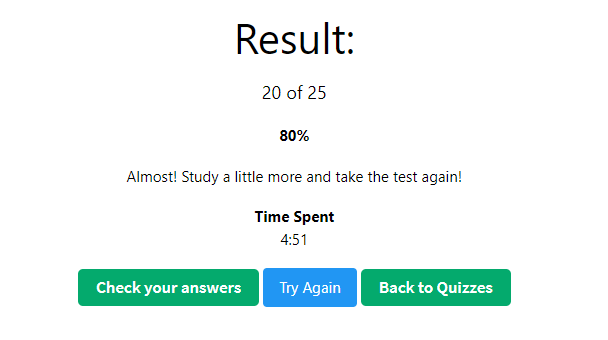 Result:
20 of 25
80%
Almost! Study a little more and take the test again!
Time Spent
4:51
Check your answers Try Again Back to Quizzes